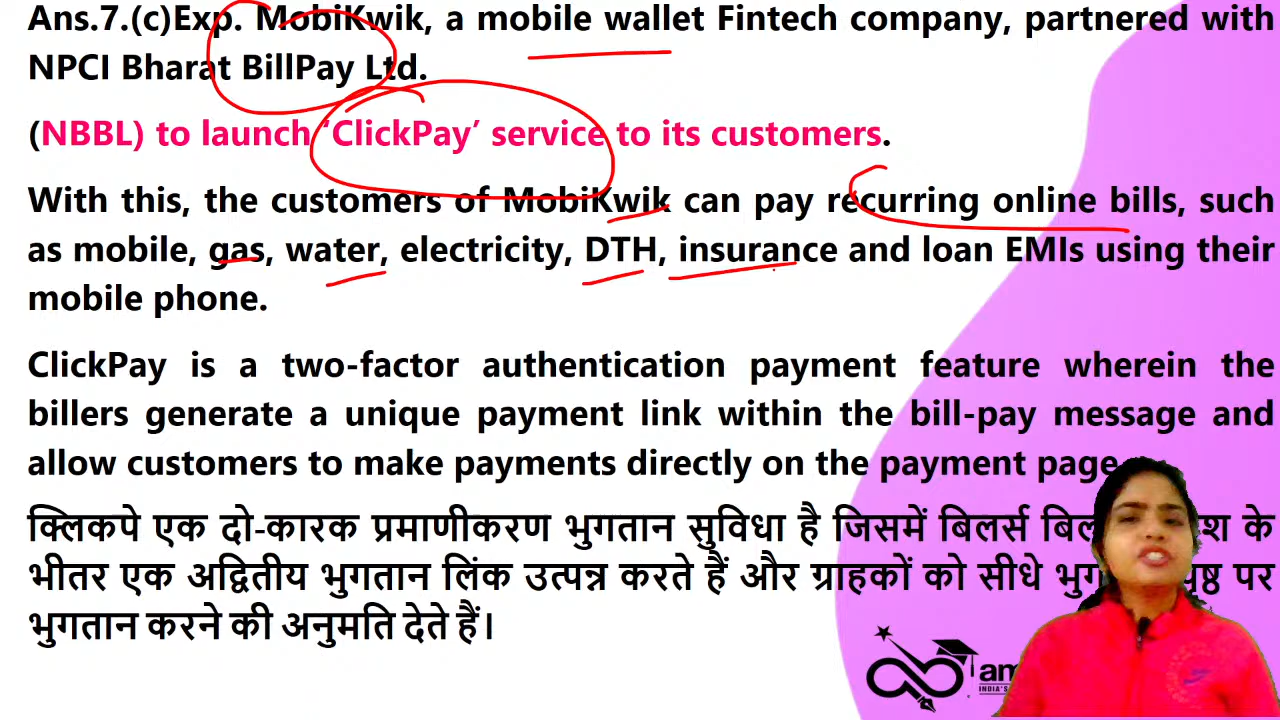 Ans.7.(c)Exp. MobiKwik, a mobile wallet Fintech company, partnered with
NPCI Bharat BillPay Ltd.
(NBBL) to launch ‘ClickPay’ service to its customers.
With this, the customers of MobiKwik can pay recurring online bills, such
as mobile, gas, water, electricity, DTH, insurance and loan EMIs using their
mobile phone.
ClickPay is a two-factor authentication payment feature wherein the
billers generate a unique payment link within the bill-pay message and
allow customers to make payments directly on the payment page
क्लिकपे एक दो-कारक प्रमाणीकरण भुगतान सुविधा है जिसमें बिलर्स के
भीतर एक अद्वितीय भुगतान लिंक उत्पन्न करते हैं और ग्राहकों को सीधे पर
भुगतान करने की अनुमति देते हैं।